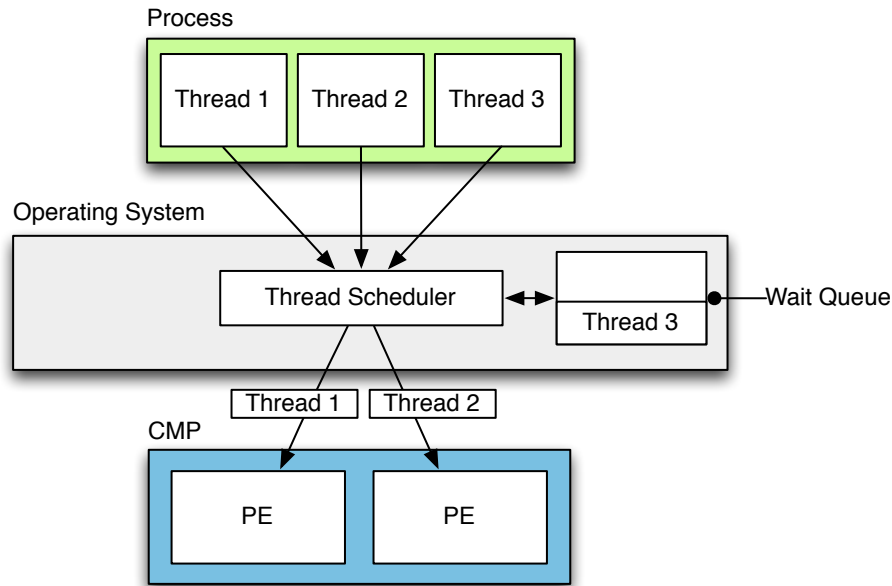 Process
Thread 1
Thread 2
Thread 3
Operating System
Thread Scheduler
Thread 3
Wait Queue
Thread 1
Thread 2
CMP
PE
PE